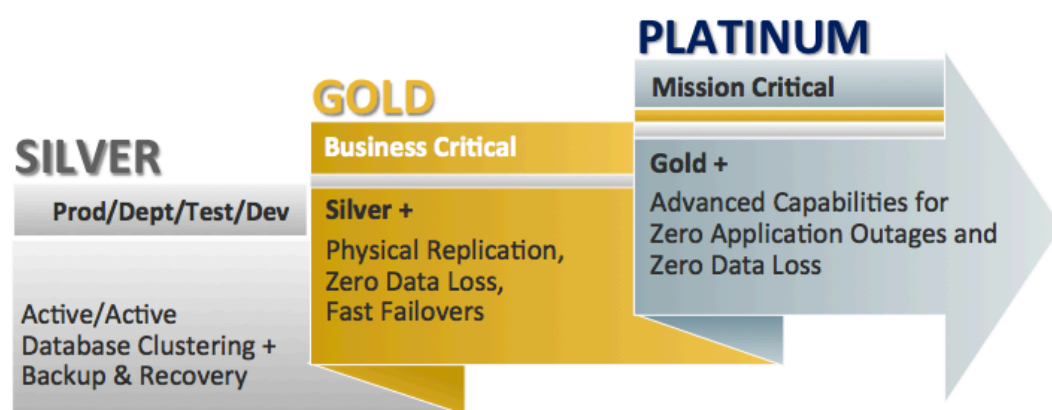 SILVER
Prod/Dept/Test/Dev
Active/Active
Database Clustering +
Backup & Recovery
GOLD
Business Critical
Silver +
Physical Replication,
Zero Data Loss,
Fast Failovers
PLATINUM
Mission Critical
Gold +
Advanced Capabilities for
Zero Application Outages and
Zero Data Loss